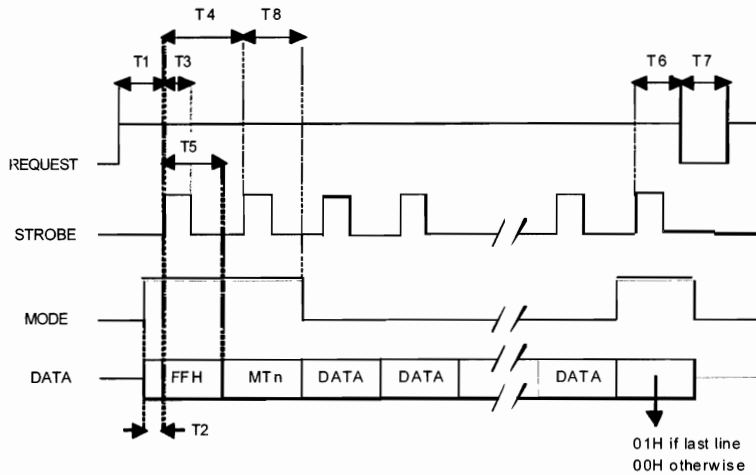 T4 T8
T1 T3 T6 T7
T5
REQUEST
STROBE
MODE
DATA FFH MTn DATA DATA DATA
T2
01H if last line
00H otherwise